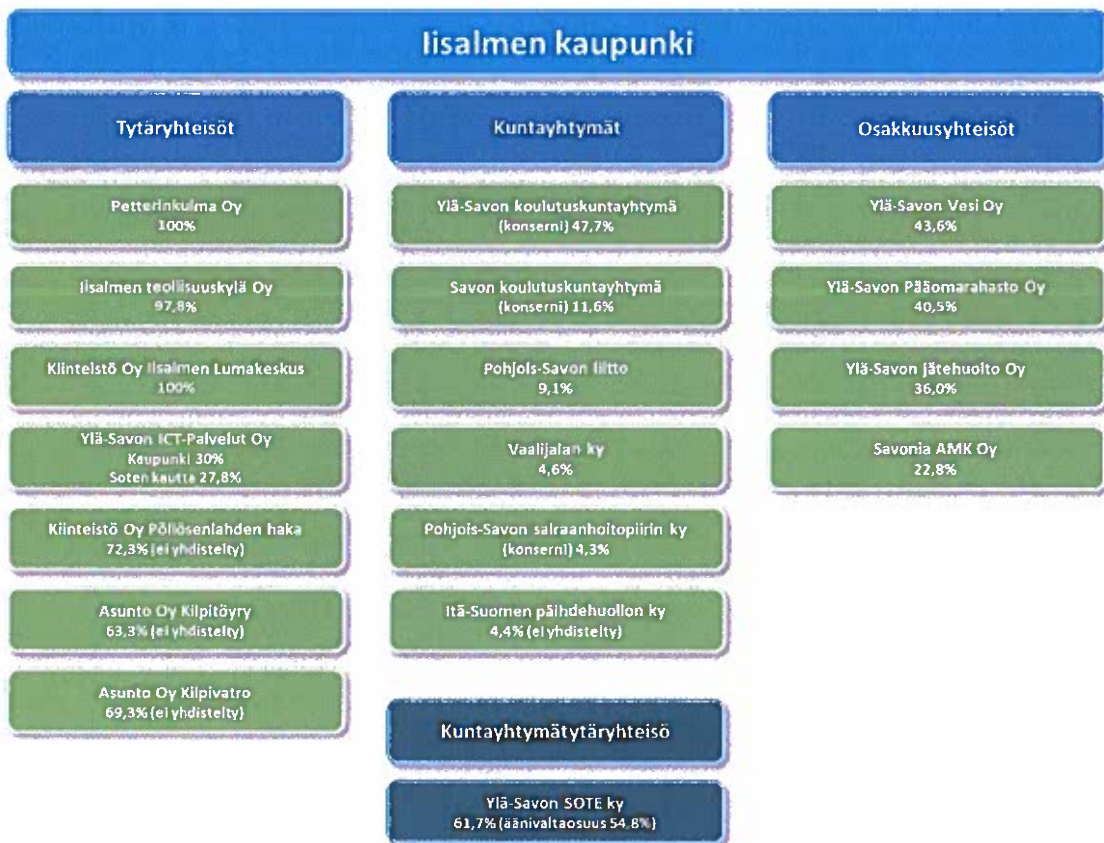 Iisalmen kaupunki
Tytäryhteisöt
Petterinkulma Oy
100%
Iisalmen teollisuuskylä Oy
97,8%
Kiinteistö Oy Iisalmen Lumakeskus
100%
Ylä-Savon ICT-Palvelut Oy
Kaupunki 30%
Soten kautta 27,8%
Kiinteistö Oy Pöllösenlahden haka
72,3% (ei yhdistelty)
Asunto Oy Kilpitöyry
63,3% (ei yhdistelty)
Asunto Oy Kilpivatro
69,3% (ei yhdistelty)
Kuntayhtymät
Ylä-Savon koulutuskuntayhtymä
(konserni) 47,7%
Savon koulutuskuntayhtymä
(konserni) 11,6%
Pohjois-Savon liitto
9,1%
Vaalijalan ky
4,6%
Pohjois-Savon sairaanhoitopiirin ky
(konserni) 4,3%
Itä-Suomen päihdehuollon ky
4,4% (ei yhdistelty)
Kuntayhtymätytäryhteisö
Ylä-Savon SOTE ky
61,7% (äänivaltaosuus 54,8%)
Osakkuusyhteisöt
Ylä-Savon Vesi Oy
43,6%
Ylä-Savon Pääomarahasto Oy
40,5%
Ylä-Savon jätehuolto Oy
36,0%
Savonia AMK Oy
22,8%